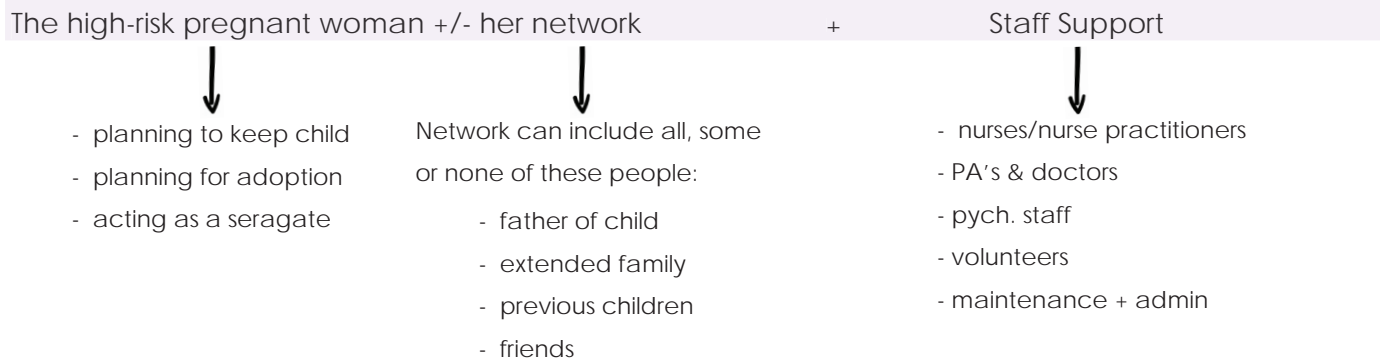 The high-risk pregnant woman +/- her network + Staff Support
- planning to keep child
- planning for adoption
- acting as a seragate
Network can include all, some
or none of these people:
- father of child
- extended family
- previous children
- friends
- nurses/nurse practitioners
- PA's & doctors
- pych. staff
- volunteers
- maintenance + admin